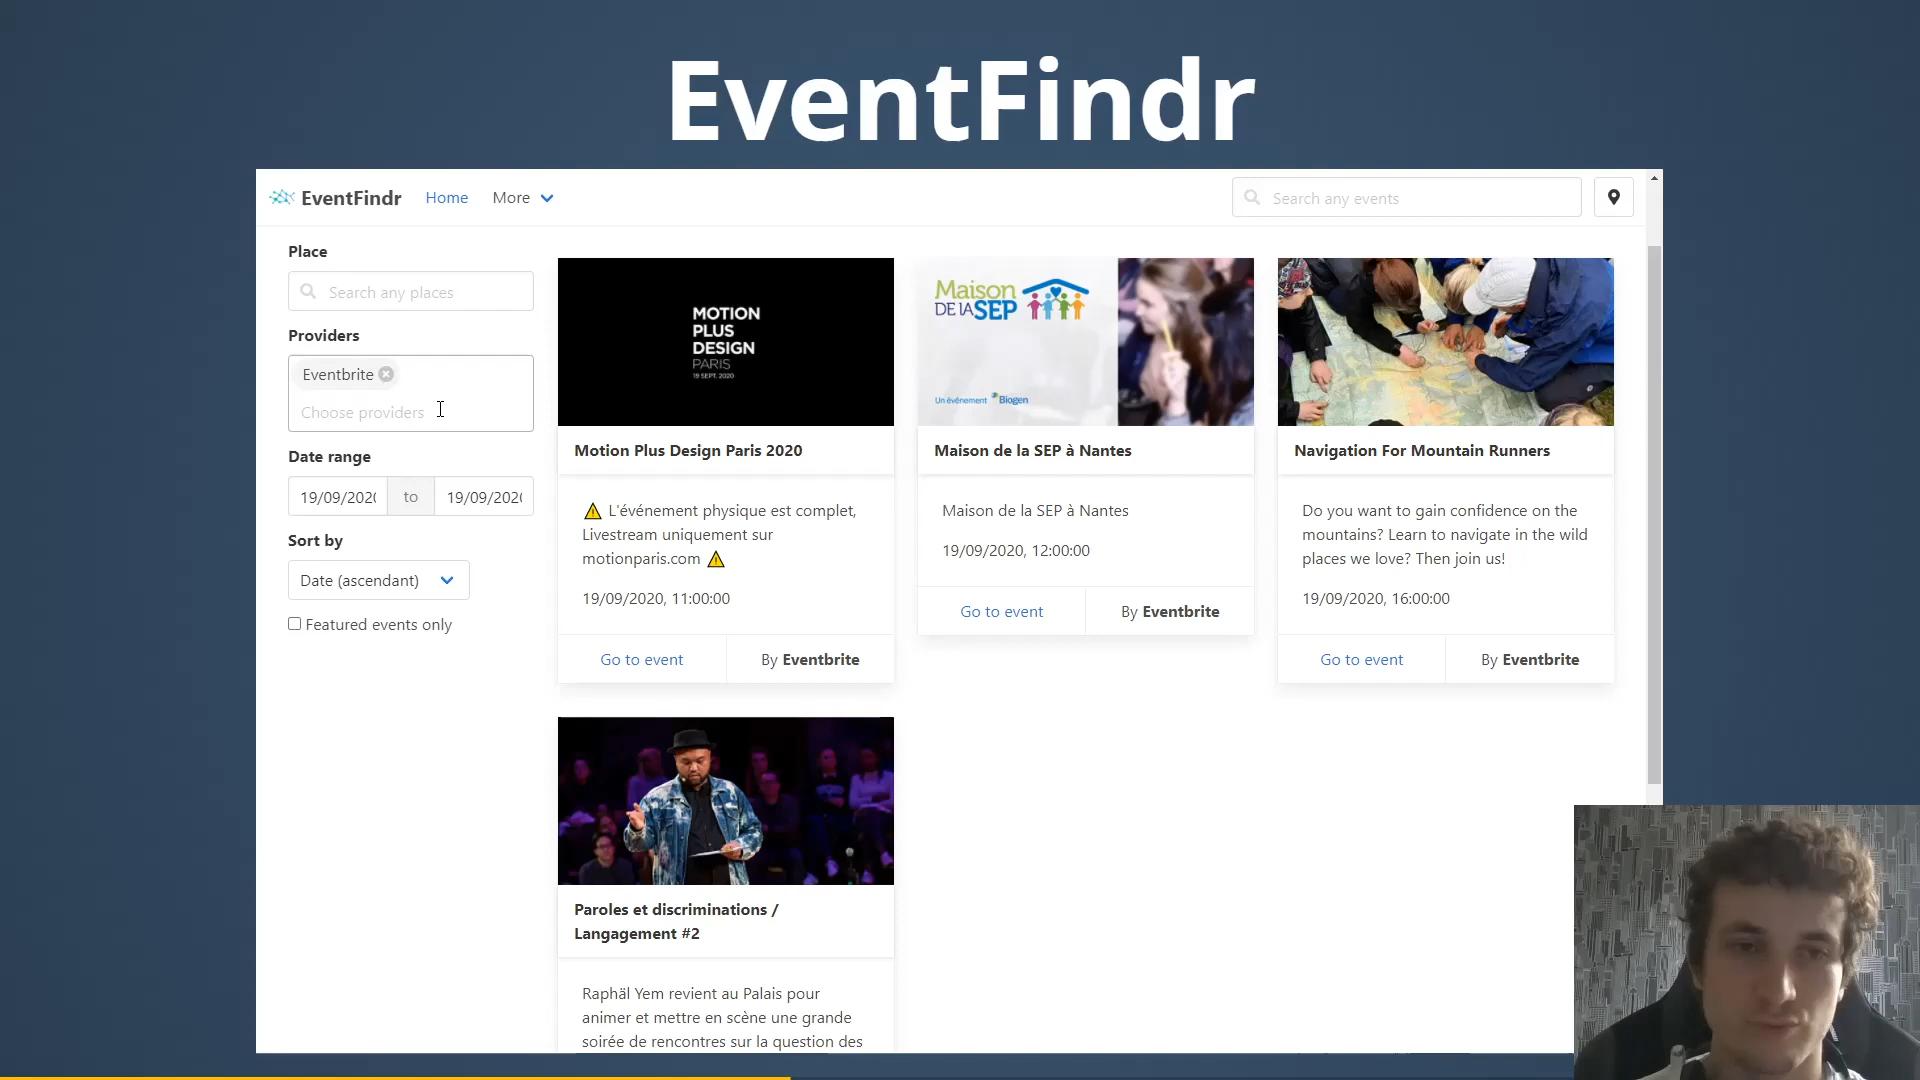 EventFindr
EventFindr
Home
More
Search any events
Place
Search any places
Providers
Eventbrite
Choose providers
Date range
19/09/202
to
19/09/202
Sort by
Date (ascendant)
Featured events only
MOTION
PLUS
DESIGN
PARIS
19 SEPT. 2020
Motion Plus Design Paris 2020
⚠ L'événement physique est complet,
Livestream uniquement sur
motionparis.com ⚠
19/09/2020, 11:00:00
Go to event
By Eventbrite
Maison
DE LA SEP
Un événement Biogen
Maison de la SEP à Nantes
Maison de la SEP à Nantes
19/09/2020, 12:00:00
Go to event
By Eventbrite
Navigation For Mountain Runners
Do you want to gain confidence on the
mountains? Learn to navigate in the wild
places we love? Then join us!
19/09/2020, 16:00:00
Go to event
By Eventbrite
Paroles et discriminations /
Langagement #2
Raphäl Yem revient au Palais pour
animer et mettre en scène une grande
soirée de rencontres sur la question des